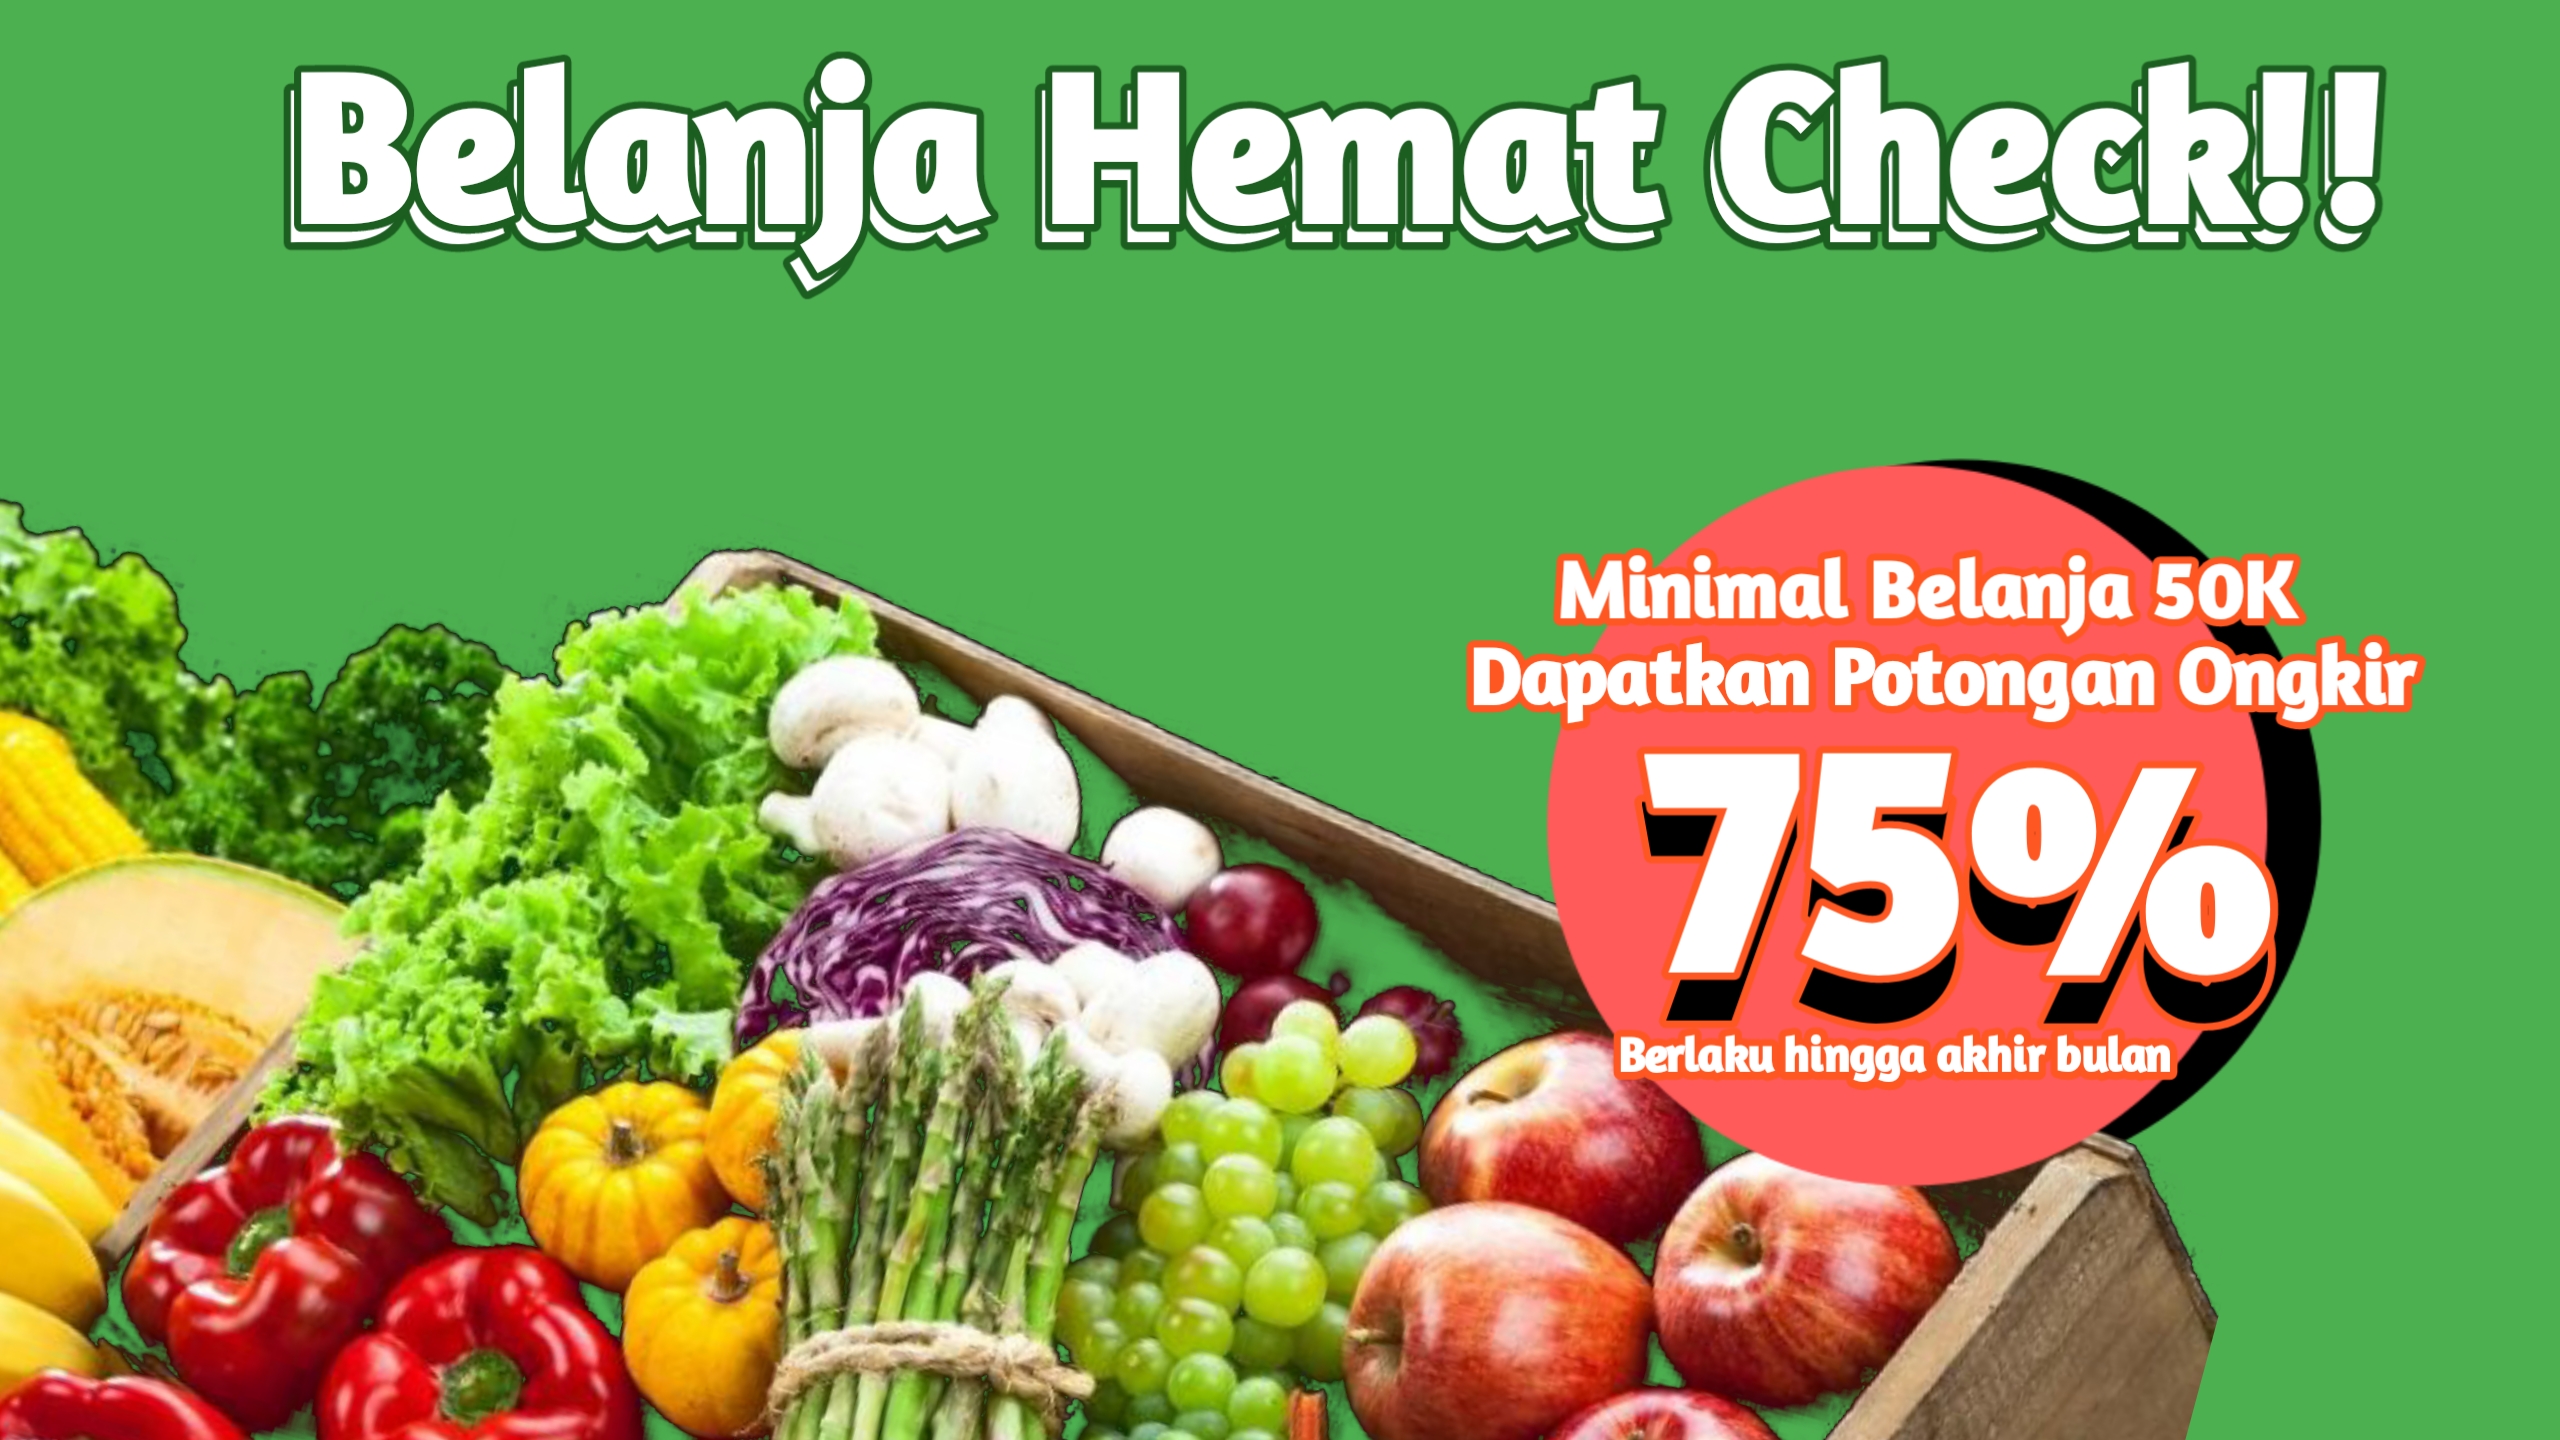 Belanja Hemat Check!!
Minimal Belanja 50K
Dapatkan Potongan Ongkir
75%
Berlaku hingga akhir bulan